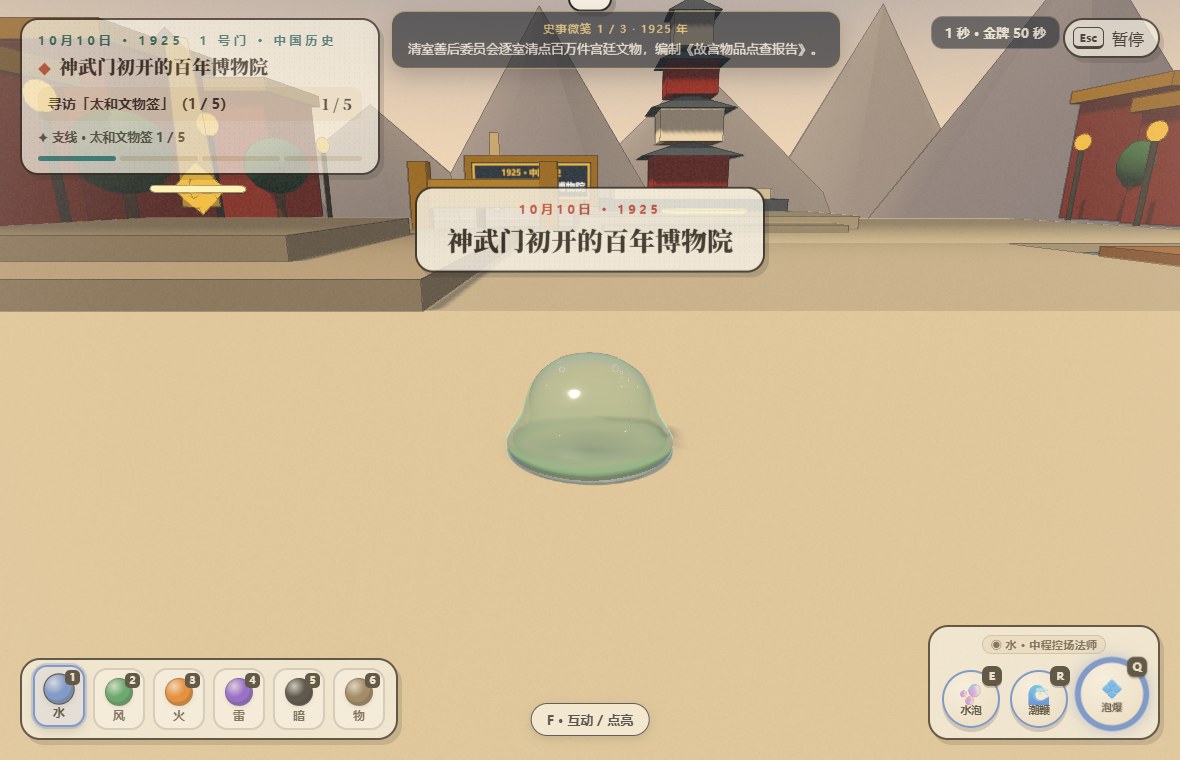 10月10日 • 1925 1 号门 • 中国历史
◆ 神武门初开的百年博物院
寻访「太和文物签」（1 / 5） 1 / 5
✦ 支线 • 太和文物签 1 / 5
史事微笺 1 / 3 · 1925 年
清室善后委员会逐室清点百万件宫廷文物，编制《故宫物品点查报告》。
1 秒 • 金牌 50 秒
Esc 暂停
10月10日 • 1925
神武门初开的百年博物院
1 水
2 风
3 火
4 雷
5 暗
6 物
F • 互动 / 点亮
◉ 水 • 中程控场法师
E 水泡
R 潮鞭
Q 泡爆